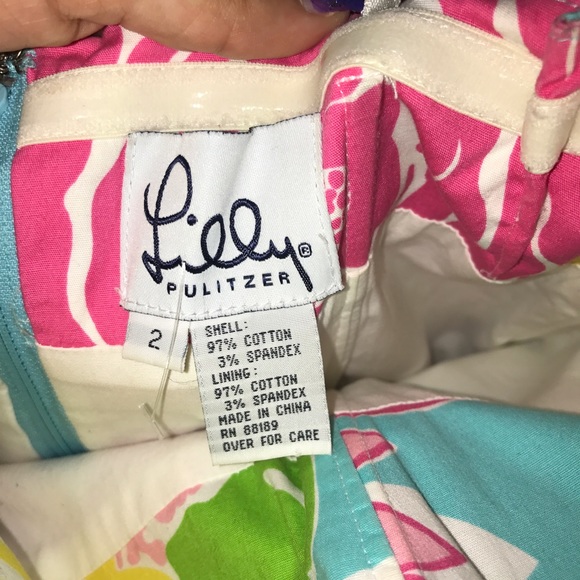 Lilly®
PULITZER
2
SHELL:
97% COTTON
3% SPANDEX
LINING:
97% COTTON
3% SPANDEX
MADE IN CHINA
RN 88189
OVER FOR CARE